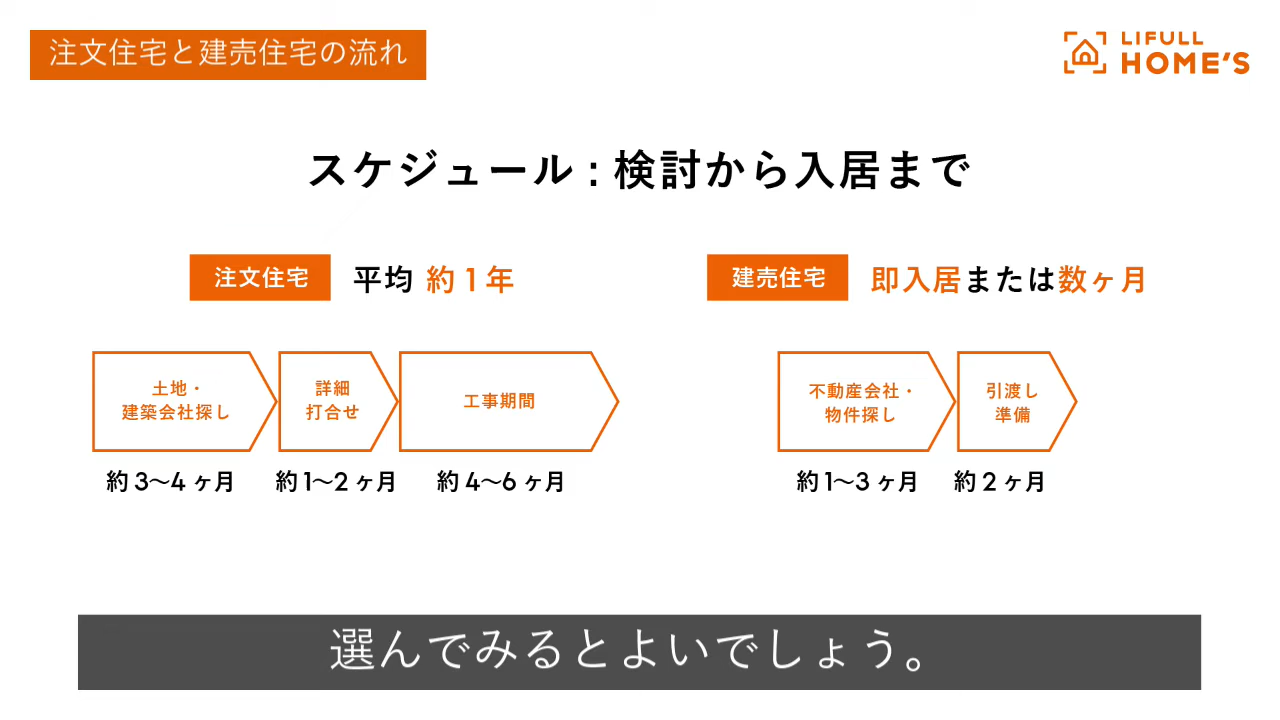 注文住宅と建売住宅の流れ
LIFULL
HOME'S
スケジュール：検討から入居まで
注文住宅 平均 約1年
土地・
建築会社探し
詳細
打合せ
工事期間
約3〜4ヶ月 約1〜2ヶ月 約4〜6ヶ月
建売住宅 即入居または数ヶ月
不動産会社・
物件探し
引渡し
準備
約1〜3ヶ月 約2ヶ月
選んでみるとよいでしょう。